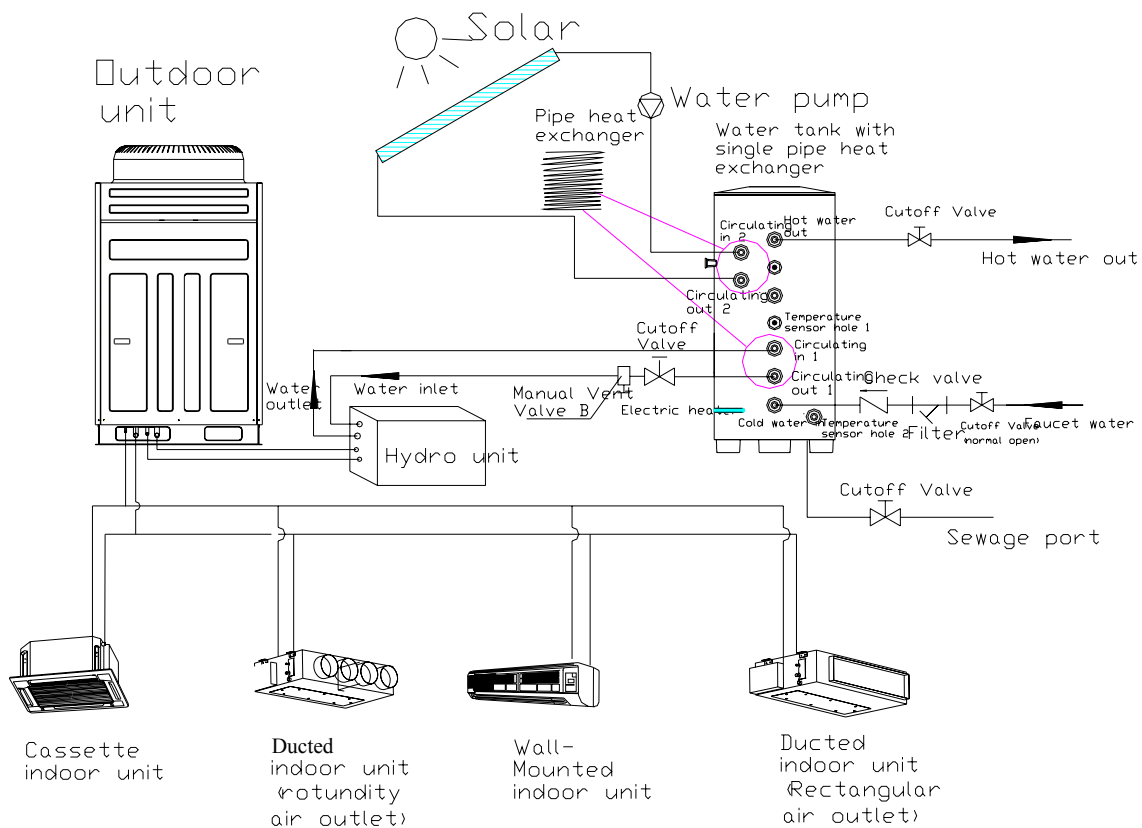 Solar
Outdoor
unit
Water pump
Pipe heat
exchanger
Water tank with
single pipe heat
exchanger
Circulating
in 2
Hot water
out
Cutoff Valve
Hot water out
Circulating
out 2
Temperature
sensor hole 1
Cutoff
Valve
Circulating
in 1
Water
outlet
Water inlet
Manual Vent
Valve B
Circulating
out 1
Check valve
Electric heater
Cold water in
Temperature
sensor hole 2
Filter
Cutoff Valve
(normal open)
Faucet water
Hydro unit
Cutoff Valve
Sewage port
Cassette
indoor unit
Ducted
indoor unit
(rotundity
air outlet)
Wall-
Mounted
indoor unit
Ducted
indoor unit
(Rectangular
air outlet)